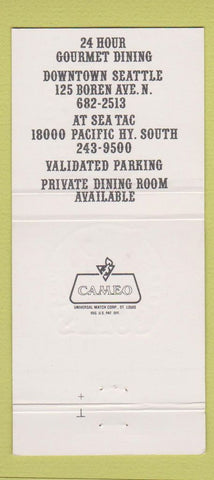 24 HOUR
GOURMET DINING
DOWNTOWN SEATTLE
125 BOREN AVE. N.
682-2513
AT SEA TAC
18000 PACIFIC HY. SOUTH
243-9500
VALIDATED PARKING
PRIVATE DINING ROOM
AVAILABLE
CAMEO
UNIVERSAL MATCH CORP., ST. LOUIS
REG. U.S. PAT. OFF.